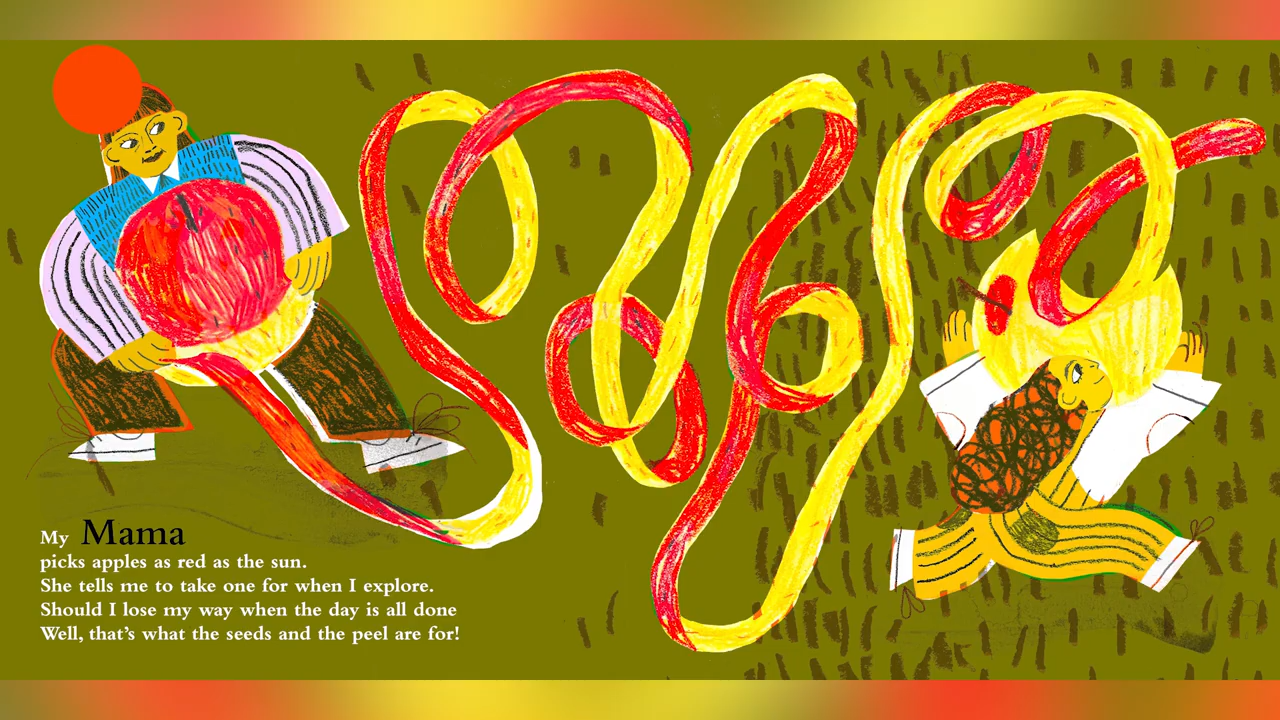 My Mama
picks apples as red as the sun.
She tells me to take one for when I explore.
Should I lose my way when the day is all done
Well, that’s what the seeds and the peel are for!